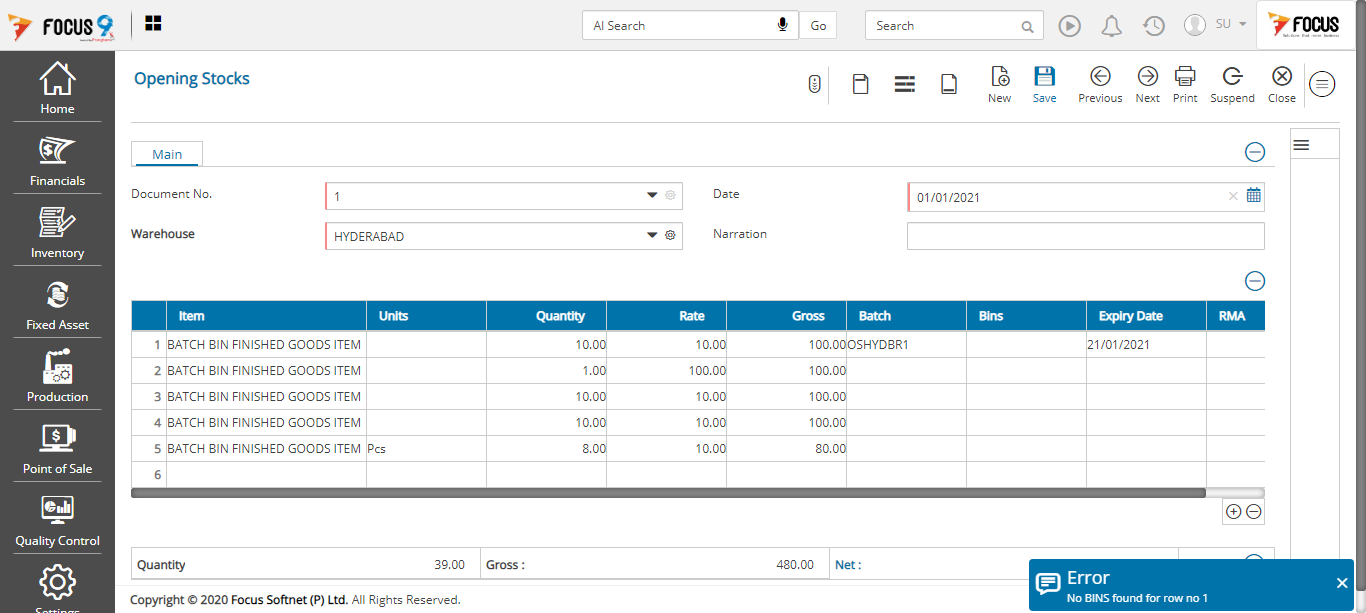 FOCUS 9
AI Search
Go
Search
SU
FOCUS
Home
Financials
Inventory
Fixed Asset
Production
Point of Sale
Quality Control
Settings
Opening Stocks
New Save Previous Next Print Suspend Close
Main
Document No. 1 Date 01/01/2021
Warehouse HYDERABAD Narration
Item Units Quantity Rate Gross Batch Bins Expiry Date RMA
1 BATCH BIN FINISHED GOODS ITEM 10.00 10.00 100.00 OSHYDBR1 21/01/2021
2 BATCH BIN FINISHED GOODS ITEM 1.00 100.00 100.00
3 BATCH BIN FINISHED GOODS ITEM 10.00 10.00 100.00
4 BATCH BIN FINISHED GOODS ITEM 10.00 10.00 100.00
5 BATCH BIN FINISHED GOODS ITEM Pcs 8.00 10.00 80.00
6
Quantity 39.00 Gross : 480.00 Net :
Error
No BINS found for row no 1
Copyright © 2020 Focus Softnet (P) Ltd. All Rights Reserved.